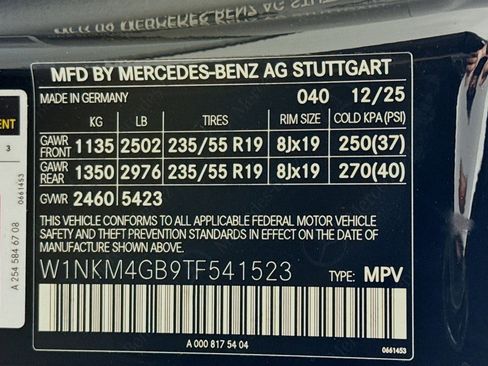 MFD BY MERCEDES-BENZ AG STUTTGART
MADE IN GERMANY 040 12/25
KG LB TIRES RIM SIZE COLD KPA (PSI)
GAWR FRONT 1135 2502 235/55 R19 8Jx19 250(37)
GAWR REAR 1350 2976 235/55 R19 8Jx19 270(40)
GVWR 2460 5423
THIS VEHICLE CONFORMS TO ALL APPLICABLE FEDERAL MOTOR VEHICLE
SAFETY AND THEFT PREVENTION STANDARDS IN EFFECT ON THE DATE
OF MANUFACTURE SHOWN ABOVE.
W1NKM4GB9TF541523 TYPE: MPV
A 000 817 54 04
0661453
A 254 584 67 08
0661453
3